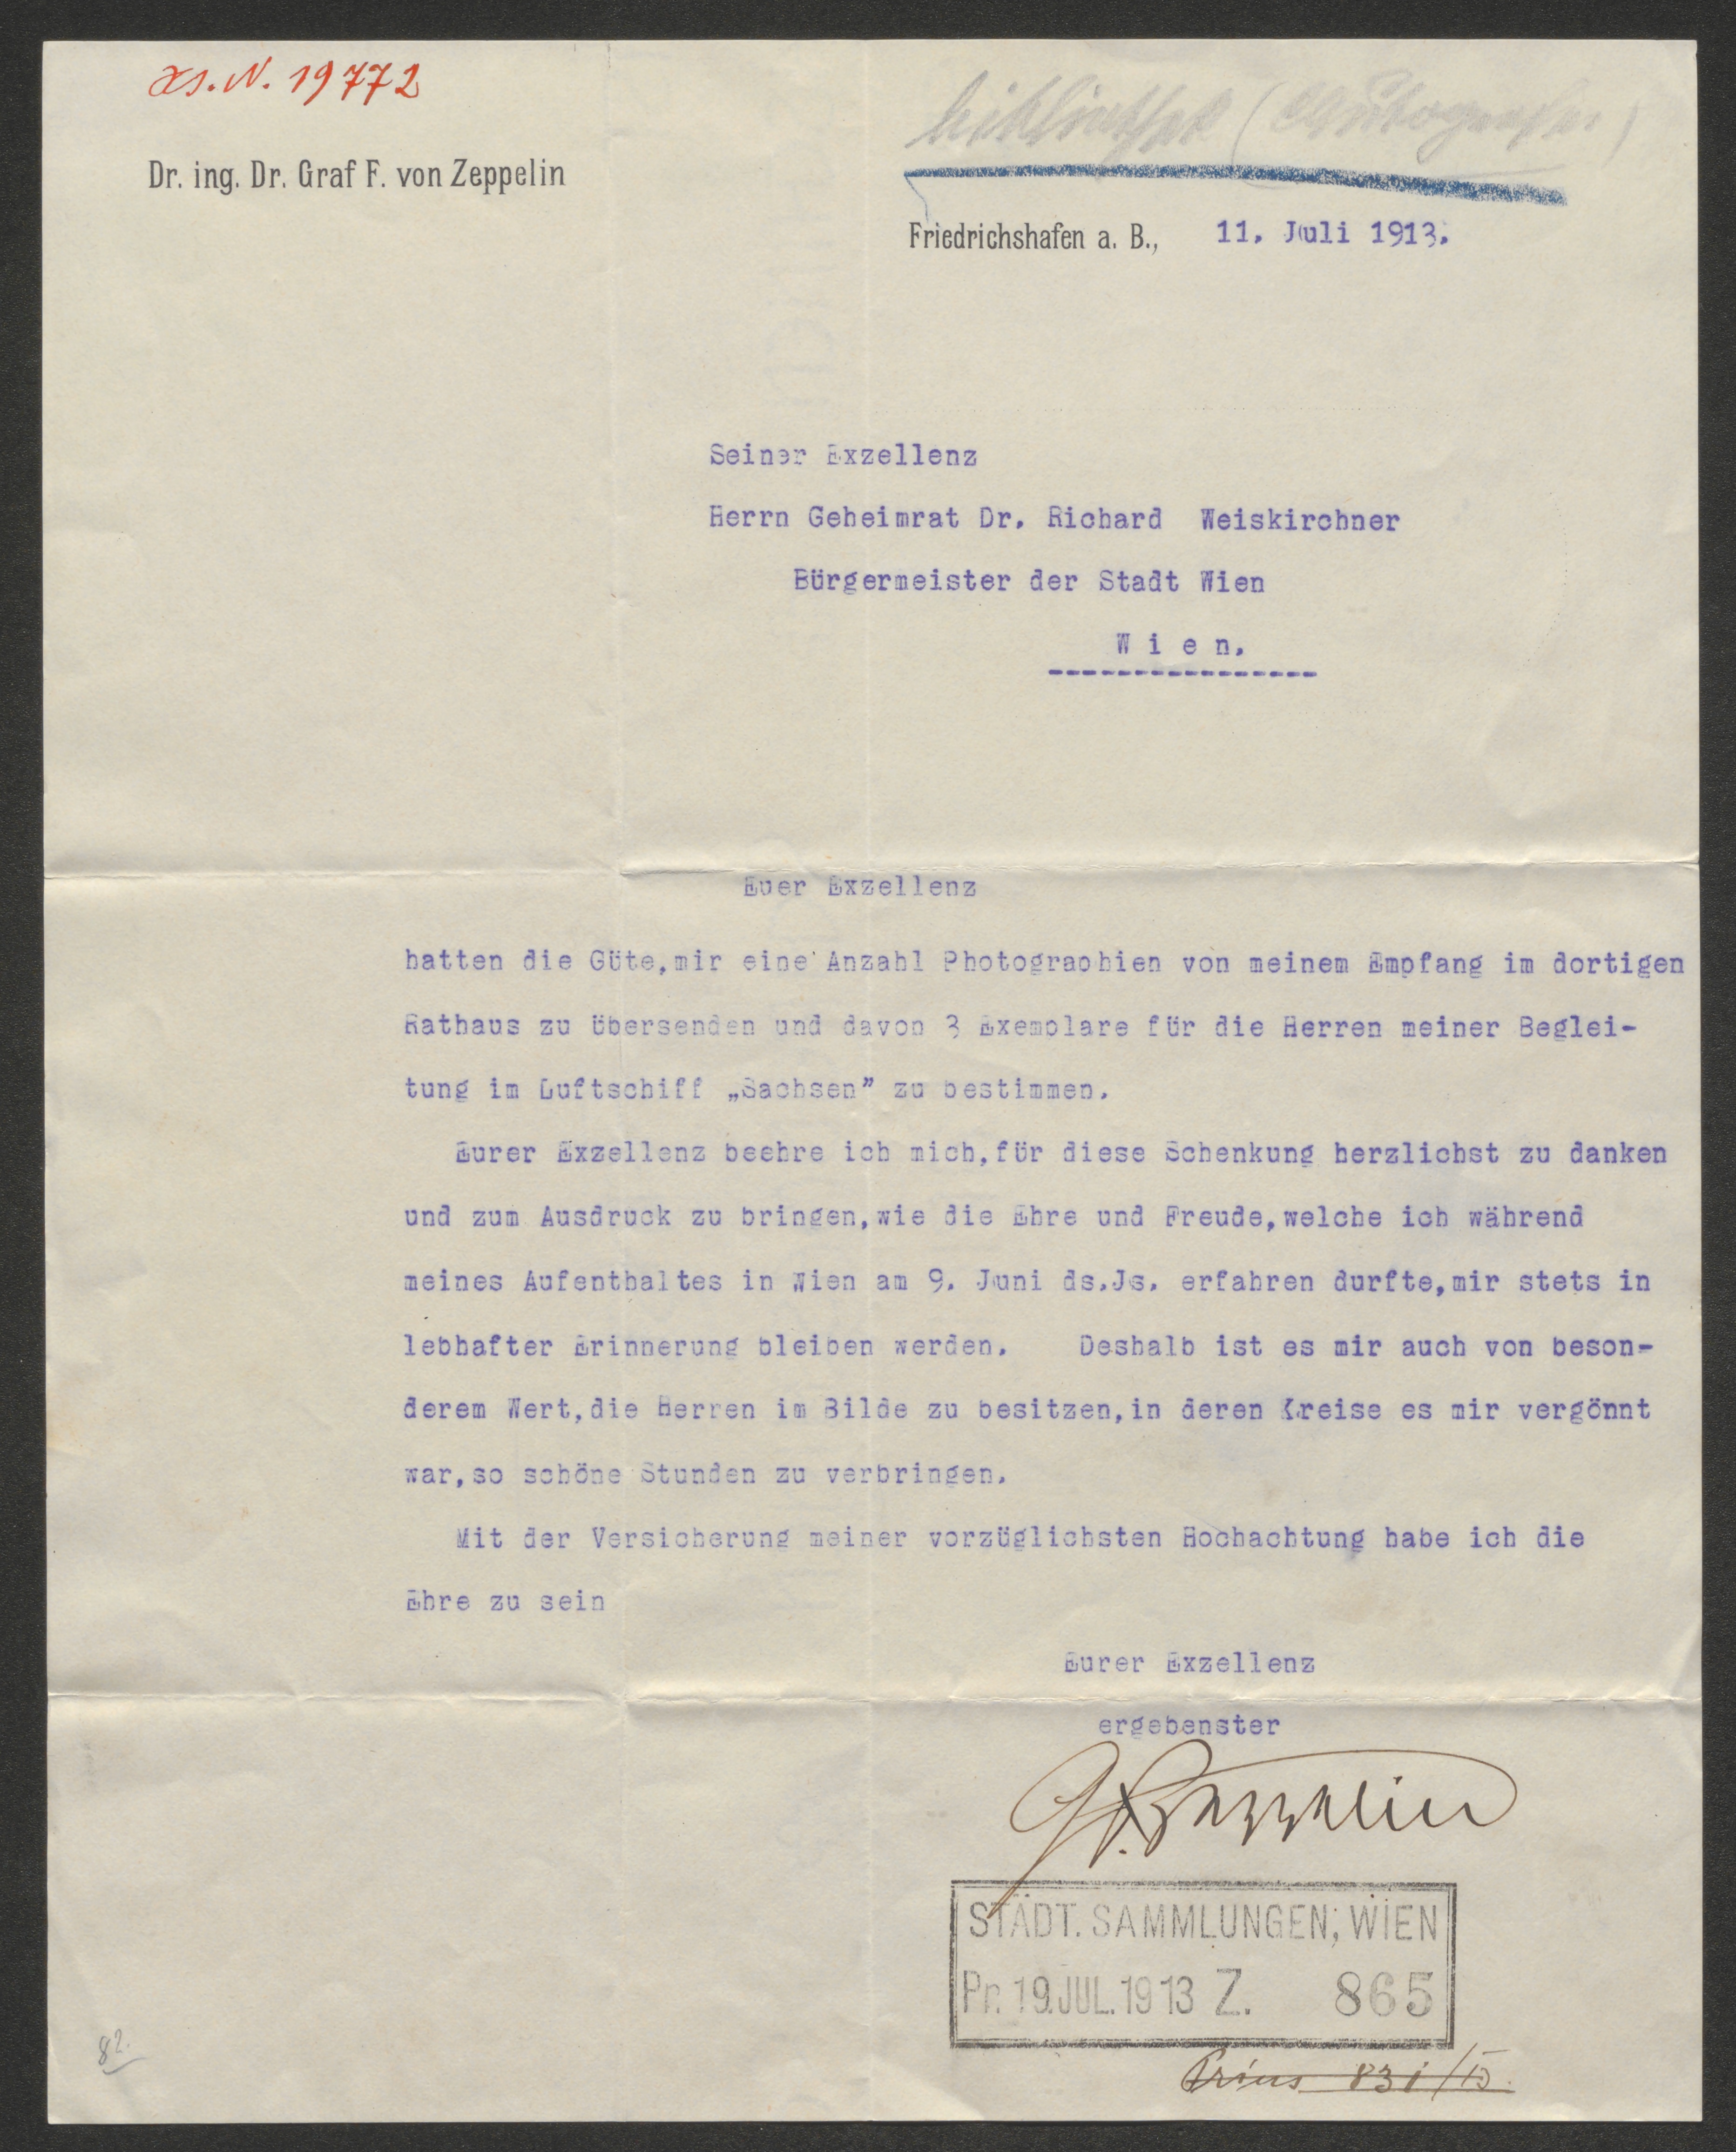 H.I.N. 19772
Bibliothek (Autografe.)
Dr. ing. Dr. Graf F. von Zeppelin
Friedrichshafen a. B., 11. Juli 1913.
Seiner Exzellenz
Herrn Geheimrat Dr. Richard Weiskirchner
Bürgermeister der Stadt Wien
Wien.
Euer Exzellenz
hatten die Güte,mir eine Anzahl Photographien von meinem Empfang im dortigen
Rathaus zu übersenden und davon 3 Exemplare für die Herren meiner Beglei-
tung im Luftschiff „Sachsen” zu bestimmen.
Eurer Exzellenz beehre ich mich,für diese Schenkung herzlichst zu danken
und zum Ausdruck zu bringen,wie die Ehre und Freude,welche ich während
meines Aufenthaltes in Wien am 9. Juni ds.Js. erfahren durfte,mir stets in
lebhafter Erinnerung bleiben werden. Deshalb ist es mir auch von beson-
derem Wert,die Herren im Bilde zu besitzen,in deren Kreise es mir vergönnt
war,so schöne Stunden zu verbringen.
Mit der Versicherung meiner vorzüglichsten Hochachtung habe ich die
Ehre zu sein
Eurer Exzellenz
ergebenster
Gf. Zeppelin
STÄDT. SAMMLUNGEN, WIEN
Pr. 19. JUL. 1913 Z. 865
Prius 831/13.
82.